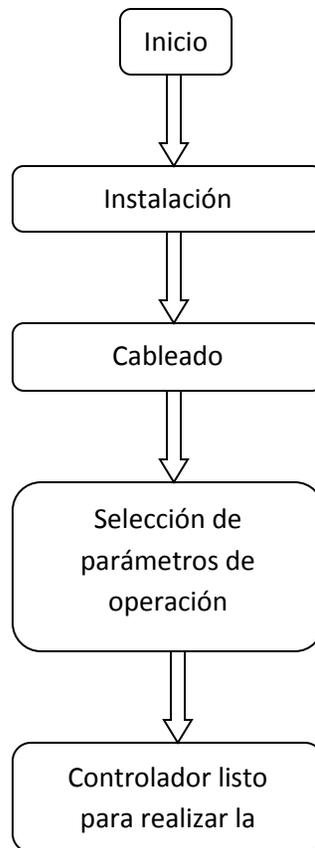 Inicio
Instalación
Cableado
Selección de
parámetros de
operación
Controlador listo
para realizar la